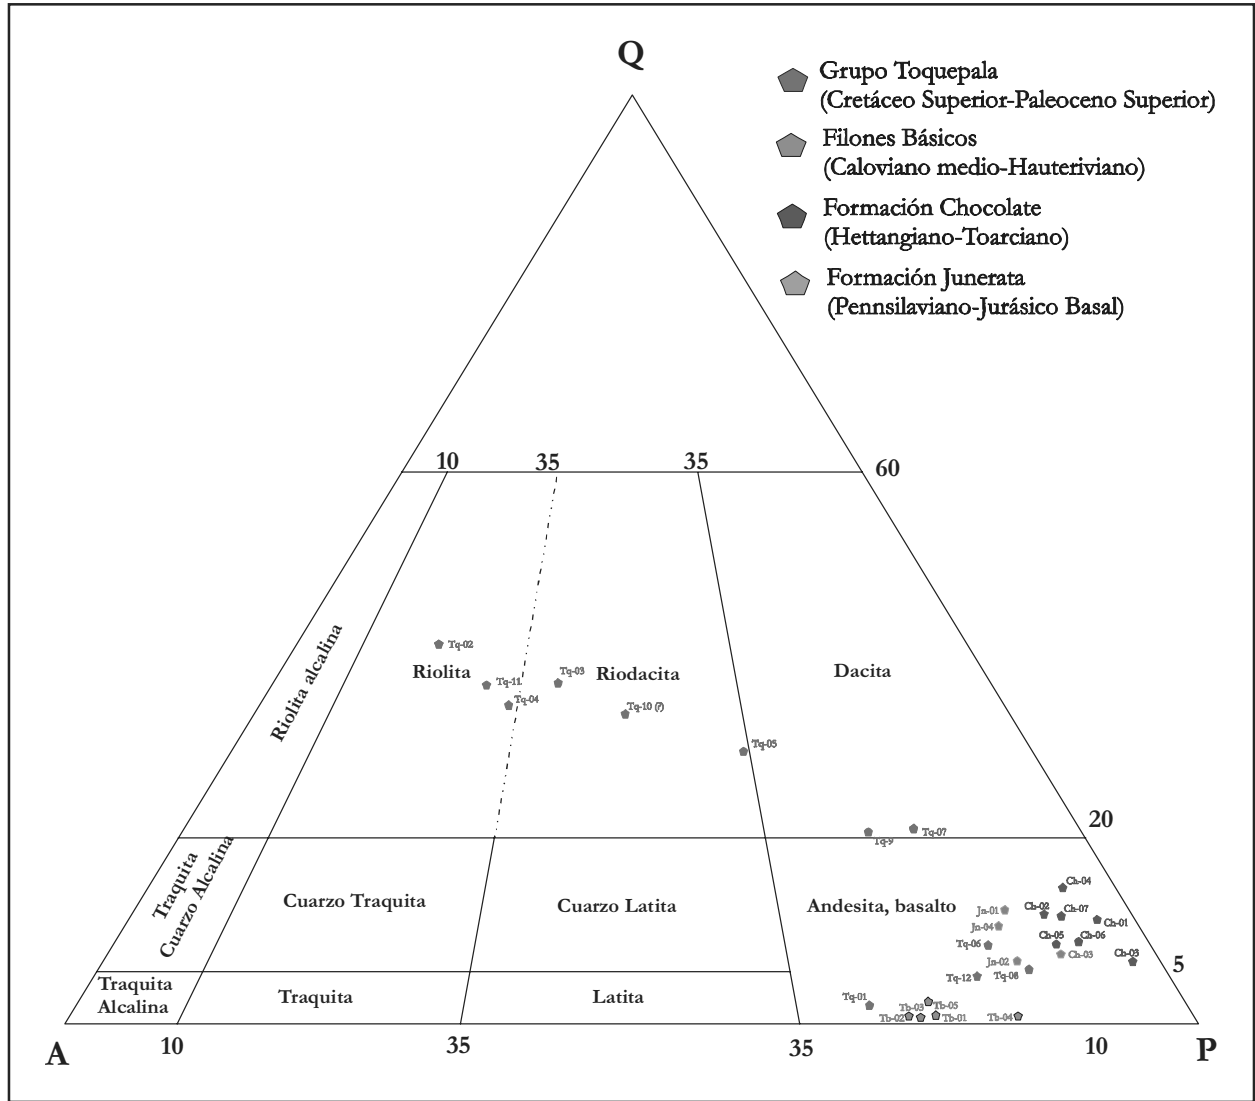 Q
Grupo Toquepala
(Cretáceo Superior-Paleoceno Superior)
Filones Básicos
(Caloviano medio-Hauteriviano)
Formación Chocolate
(Hettangiano-Toarciano)
Formación Junerata
(Pennsilaviano-Jurásico Basal)
10
35
35
60
Riolita alcalina
Tq-02
Riolita
Tq-11
Tq-04
Tq-03
Riodacita
Tq-10 (?)
Tq-05
Dacita
20
Tq-9
Tq-07
Traquita
Cuarzo Alcalina
Cuarzo Traquita
Cuarzo Latita
Andesita, basalto
Ch-04
Jn-01
Ch-02
Ch-07
Ch-01
Jn-04
Tq-06
Ch-05
Ch-06
Ch-03
Ch-03
5
Jn-02
Tq-12
Tq-08
Traquita
Alcalina
Traquita
Latita
Tq-01
Tb-03
Tb-05
Tb-02
Tb-01
Tb-04
A
10
35
35
10
P